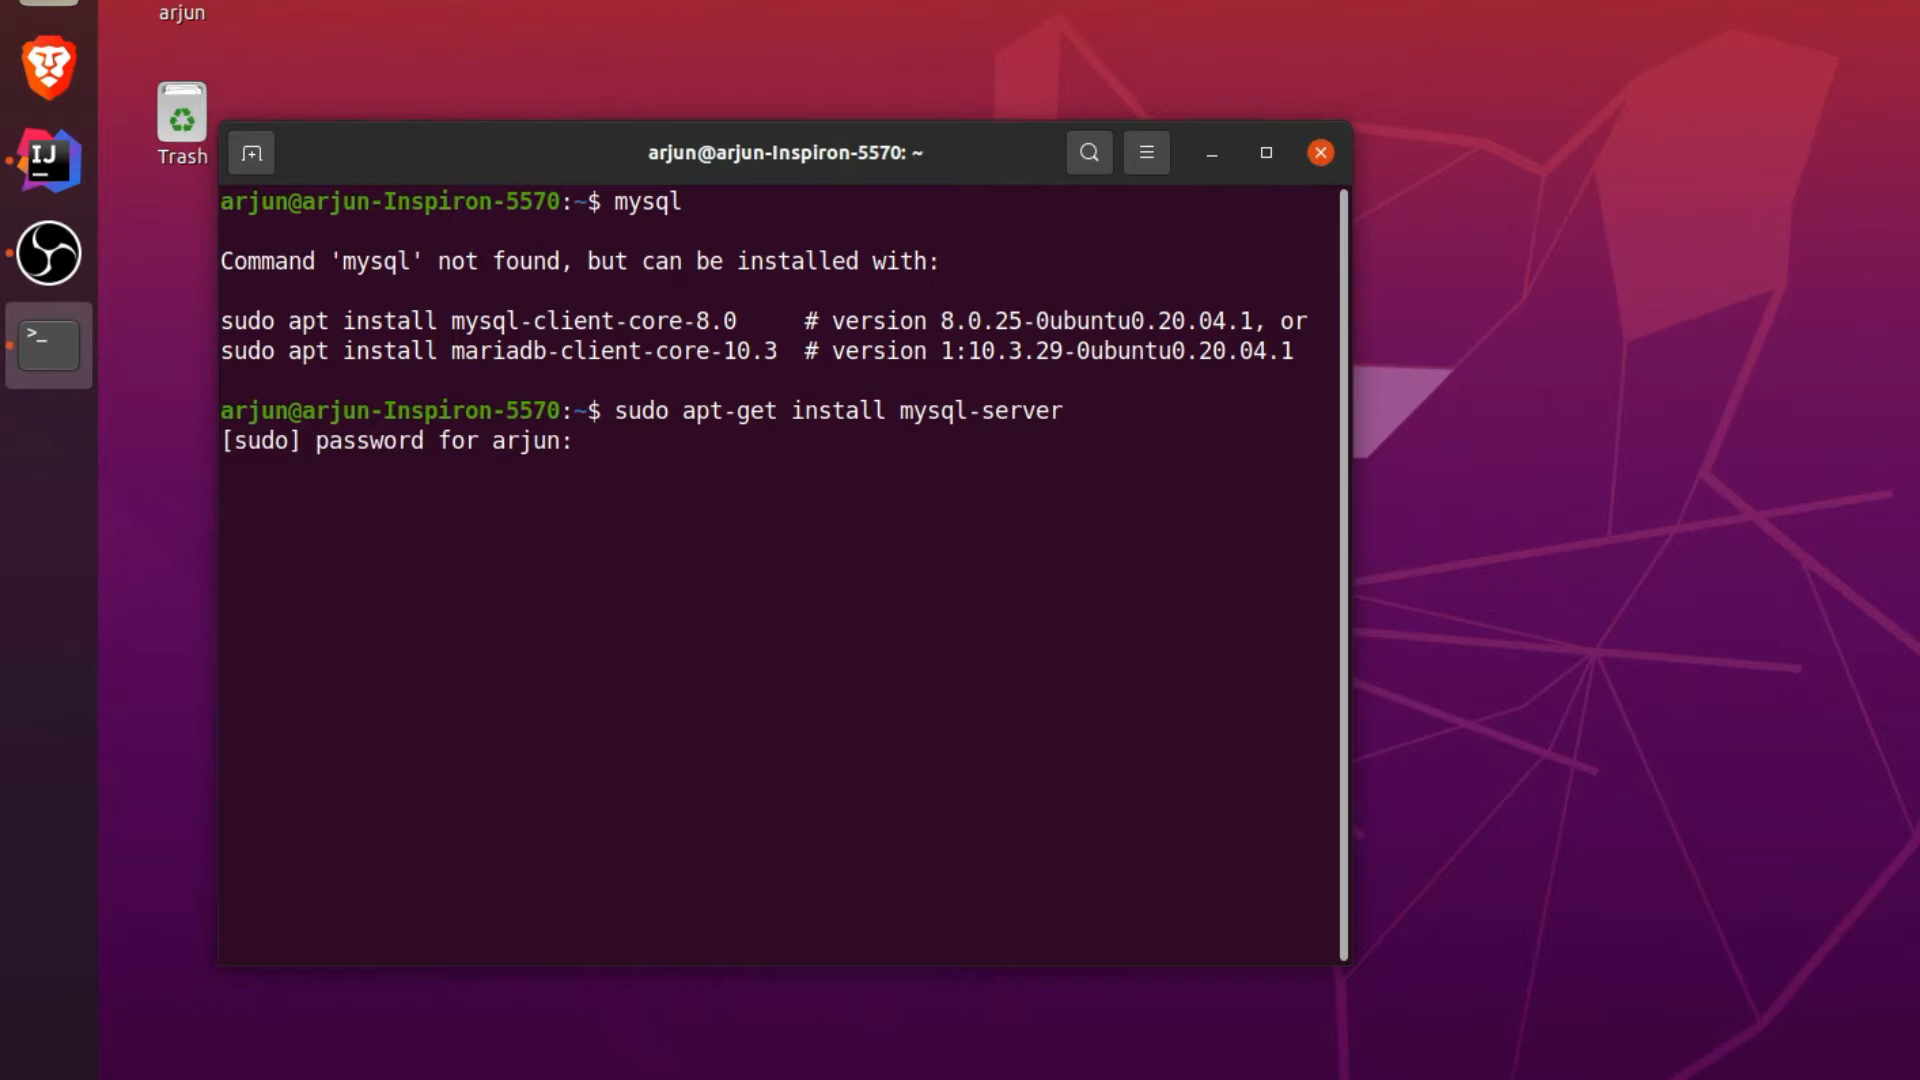 arjun
Trash
IJ
>_
arjun@arjun-Inspiron-5570: ~
arjun@arjun-Inspiron-5570:~$ mysql
Command 'mysql' not found, but can be installed with:
sudo apt install mysql-client-core-8.0     # version 8.0.25-0ubuntu0.20.04.1, or
sudo apt install mariadb-client-core-10.3  # version 1:10.3.29-0ubuntu0.20.04.1
arjun@arjun-Inspiron-5570:~$ sudo apt-get install mysql-server
[sudo] password for arjun: